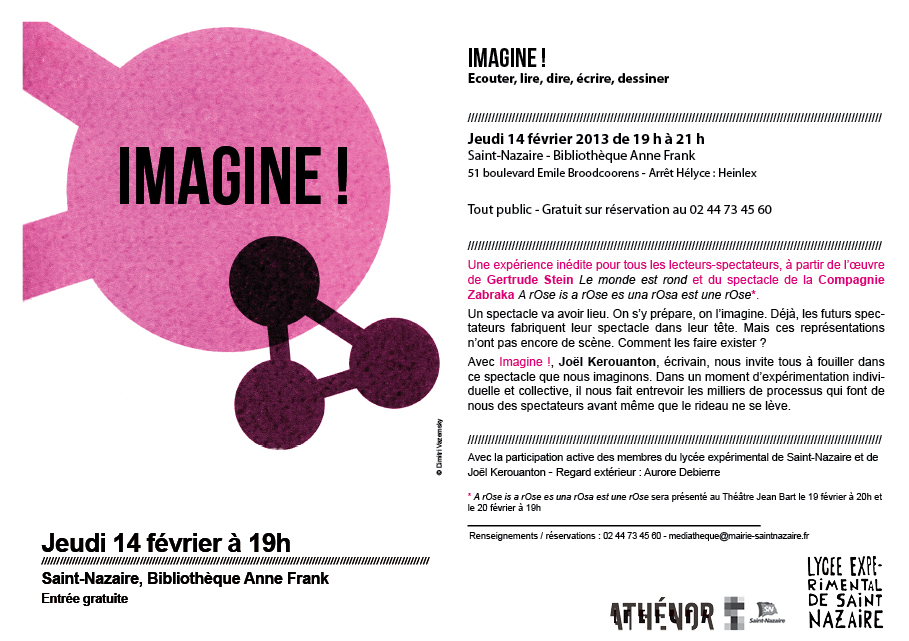 IMAGINE !
© Dimitri Vazemsky
Jeudi 14 février à 19h
Saint-Nazaire, Bibliothèque Anne Frank
Entrée gratuite
IMAGINE !
Ecouter, lire, dire, écrire, dessiner
Jeudi 14 février 2013 de 19 h à 21 h
Saint-Nazaire - Bibliothèque Anne Frank
51 boulevard Emile Broodcoorens - Arrêt Hélyce : Heinlex
Tout public - Gratuit sur réservation au 02 44 73 45 60
Une expérience inédite pour tous les lecteurs-spectateurs, à partir de l’œuvre
de Gertrude Stein Le monde est rond et du spectacle de la Compagnie
Zabraka A rOse is a rOse es una rOsa est une rOse*.
Un spectacle va avoir lieu. On s’y prépare, on l’imagine. Déjà, les futurs spec-
tateurs fabriquent leur spectacle dans leur tête. Mais ces représentations
n’ont pas encore de scène. Comment les faire exister ?
Avec Imagine !, Joël Kerouanton, écrivain, nous invite tous à fouiller dans
ce spectacle que nous imaginons. Dans un moment d’expérimentation indivi-
duelle et collective, il nous fait entrevoir les milliers de processus qui font de
nous des spectateurs avant même que le rideau ne se lève.
Avec la participation active des membres du lycée expérimental de Saint-Nazaire et de
Joël Kerouanton - Regard extérieur : Aurore Debierre
* A rOse is a rOse es una rOsa est une rOse sera présenté au Théâtre Jean Bart le 19 février à 20h et
le 20 février à 19h
Renseignements / réservations : 02 44 73 45 60 - mediatheque@mairie-saintnazaire.fr
ATHÉNOR
SN
Saint-Nazaire
LYCEE EXPÉ-
RIMENTAL
DE SAINT
NAZAIRE